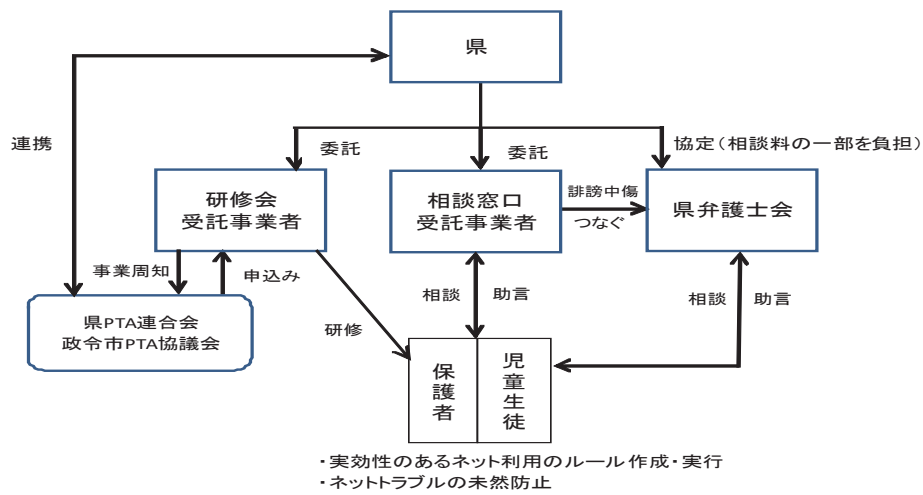 県
連携
委託
委託
協定(相談料の一部を負担)
研修会
受託事業者
相談窓口
受託事業者
誹謗中傷
つなぐ
県弁護士会
事業周知
申込み
相談
助言
相談
助言
県PTA連合会
政令市PTA協議会
研修
保護者
児童生徒
・実効性のあるネット利用のルール作成・実行
・ネットトラブルの未然防止